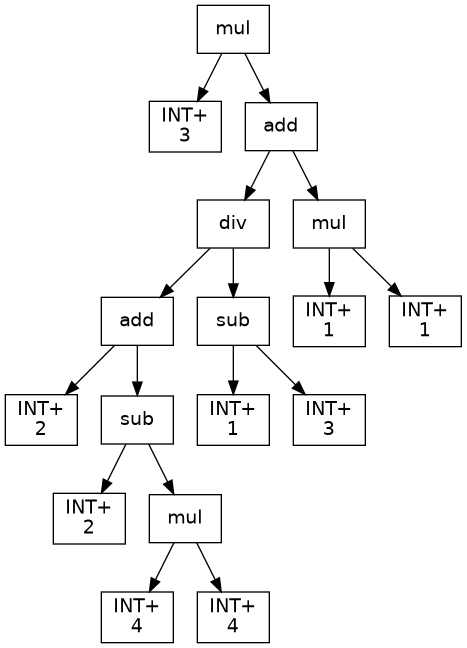 mul
INT+
3
add
div
mul
add
sub
INT+
1
INT+
1
INT+
2
sub
INT+
1
INT+
3
INT+
2
mul
INT+
4
INT+
4